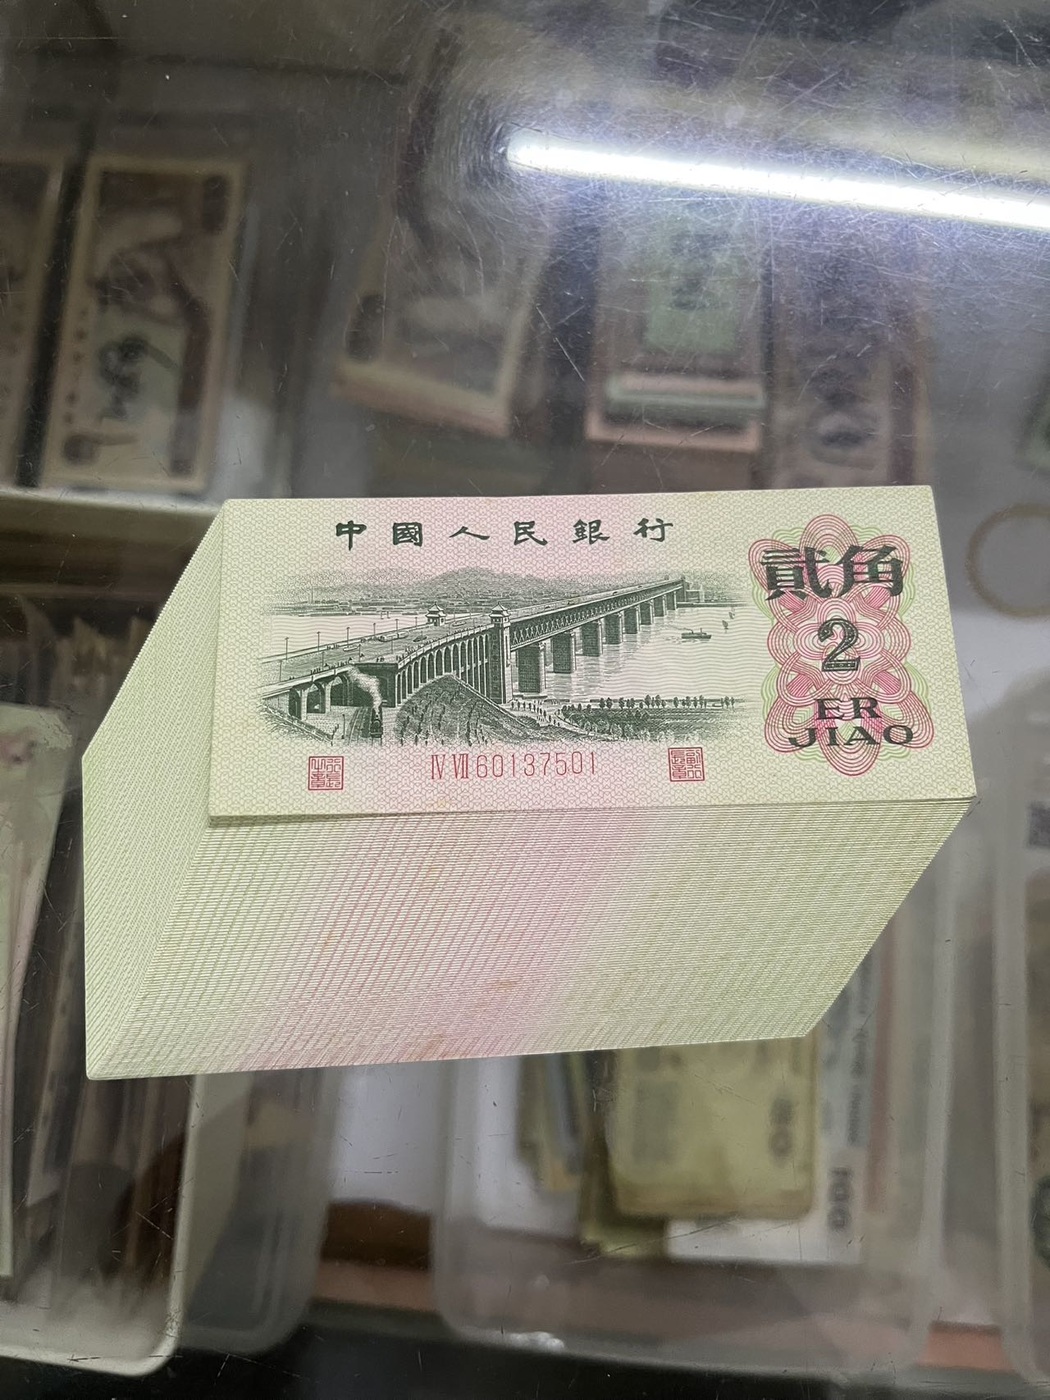 中國人民銀行
貳角
2
ER
JIAO
Ⅳ Ⅶ 60137501